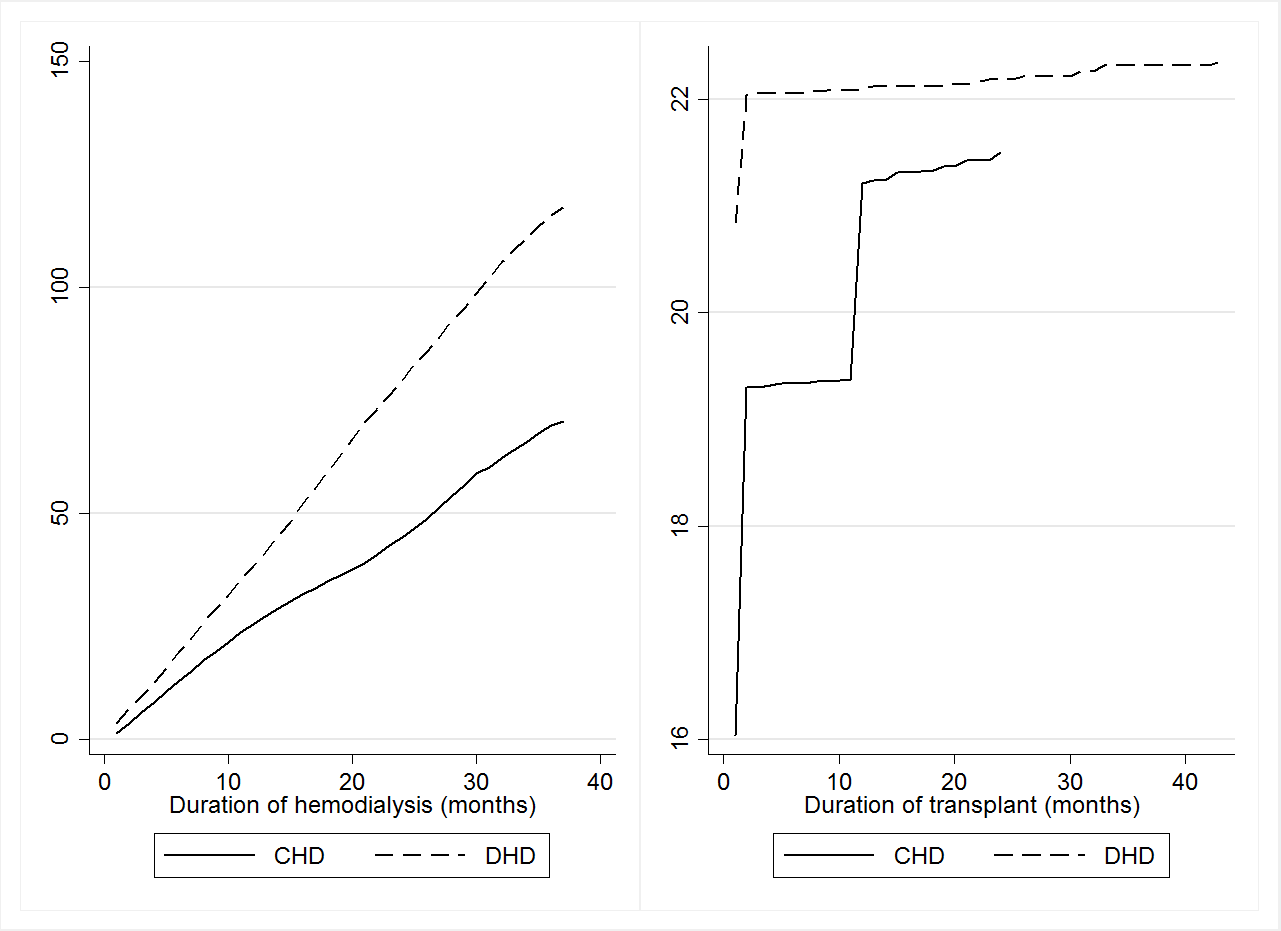 150
100
50
0
0 10 20 30 40
Duration of hemodialysis (months)
CHD DHD
22
20
18
16
0 10 20 30 40
Duration of transplant (months)
CHD DHD